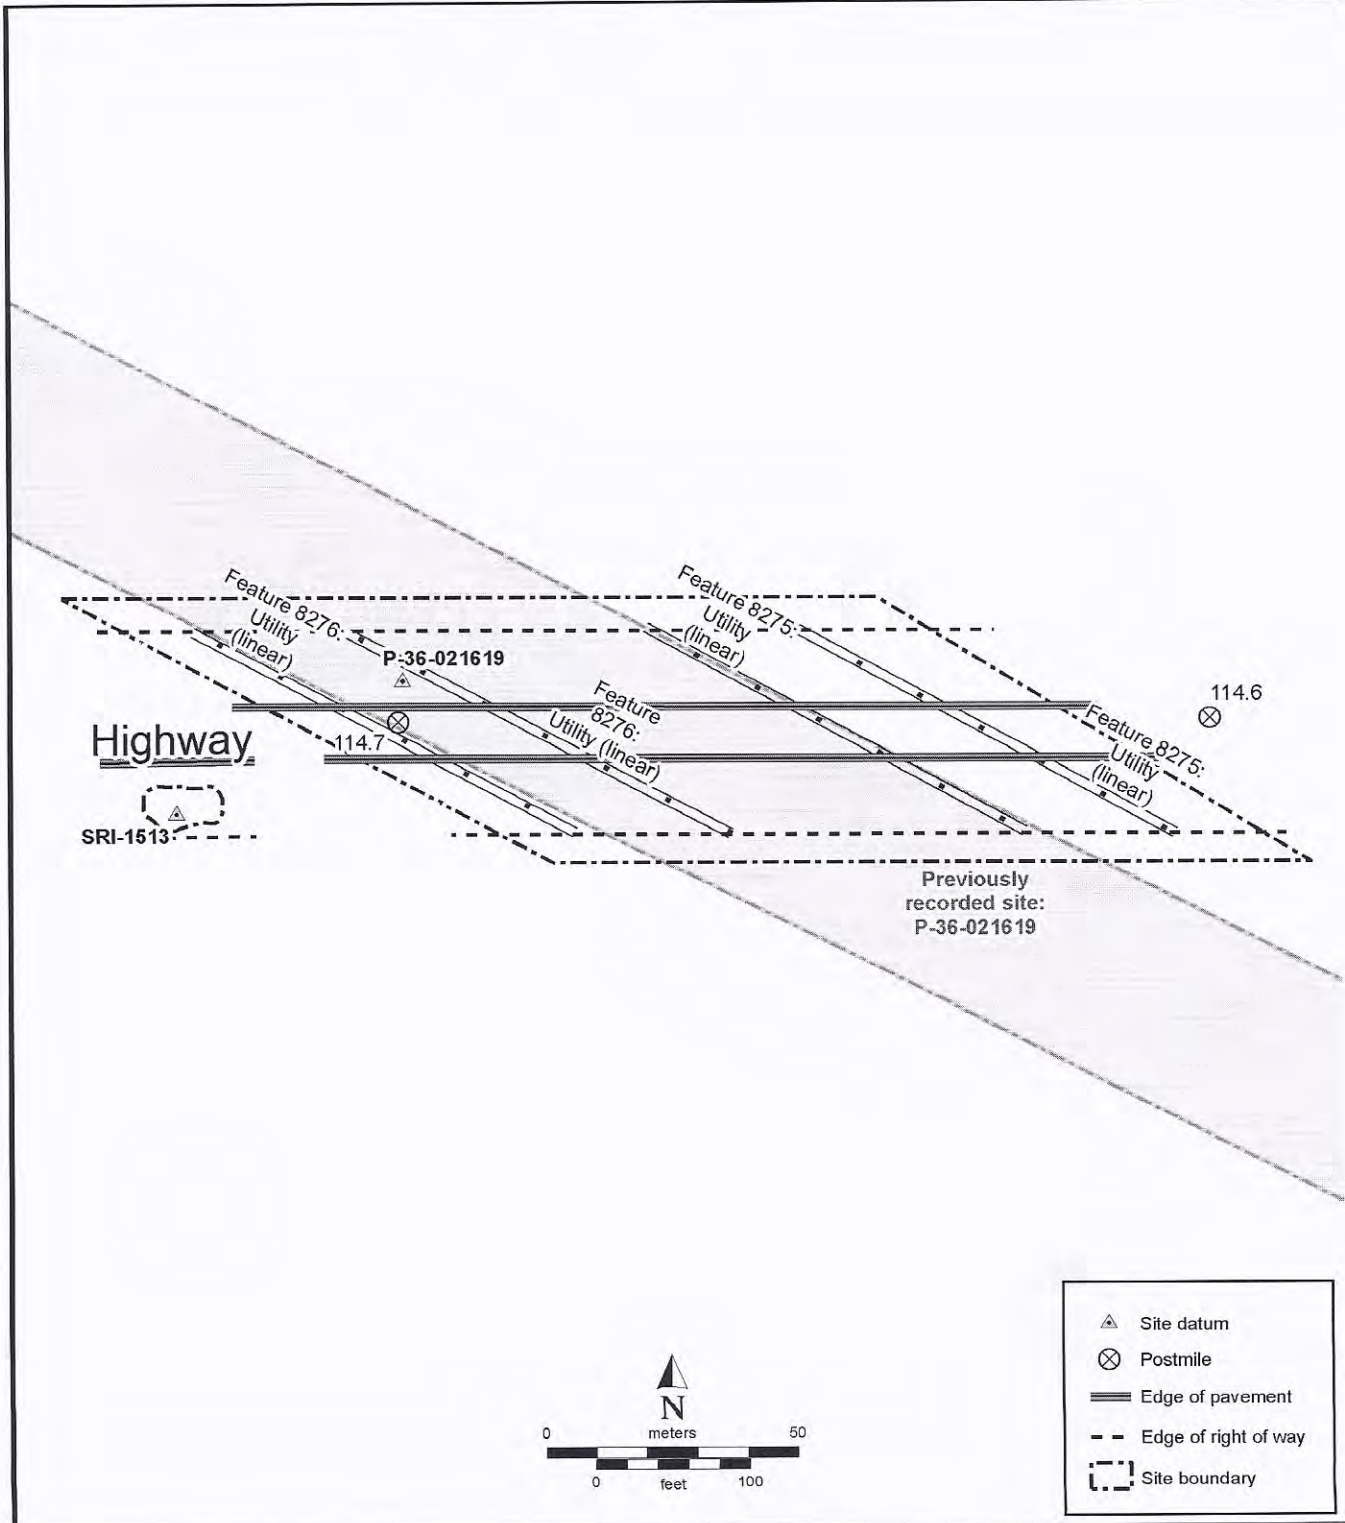 Feature 8276:
Utility
(linear)
Feature 8275:
Utility
(linear)
P-36-021619
Feature
8276:
Utility (linear)
114.6
Feature 8275:
Utility
(linear)
Highway
114.7
SRI-1513
Previously
recorded site:
P-36-021619
N
0 meters 50
0 feet 100
Site datum
Postmile
Edge of pavement
Edge of right of way
Site boundary